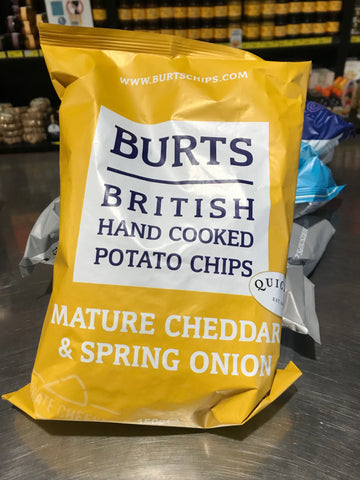 WWW.BURTSCHIPS.COM
BURTS
BRITISH
HAND COOKED
POTATO CHIPS
MATURE CHEDDAR
& SPRING ONION